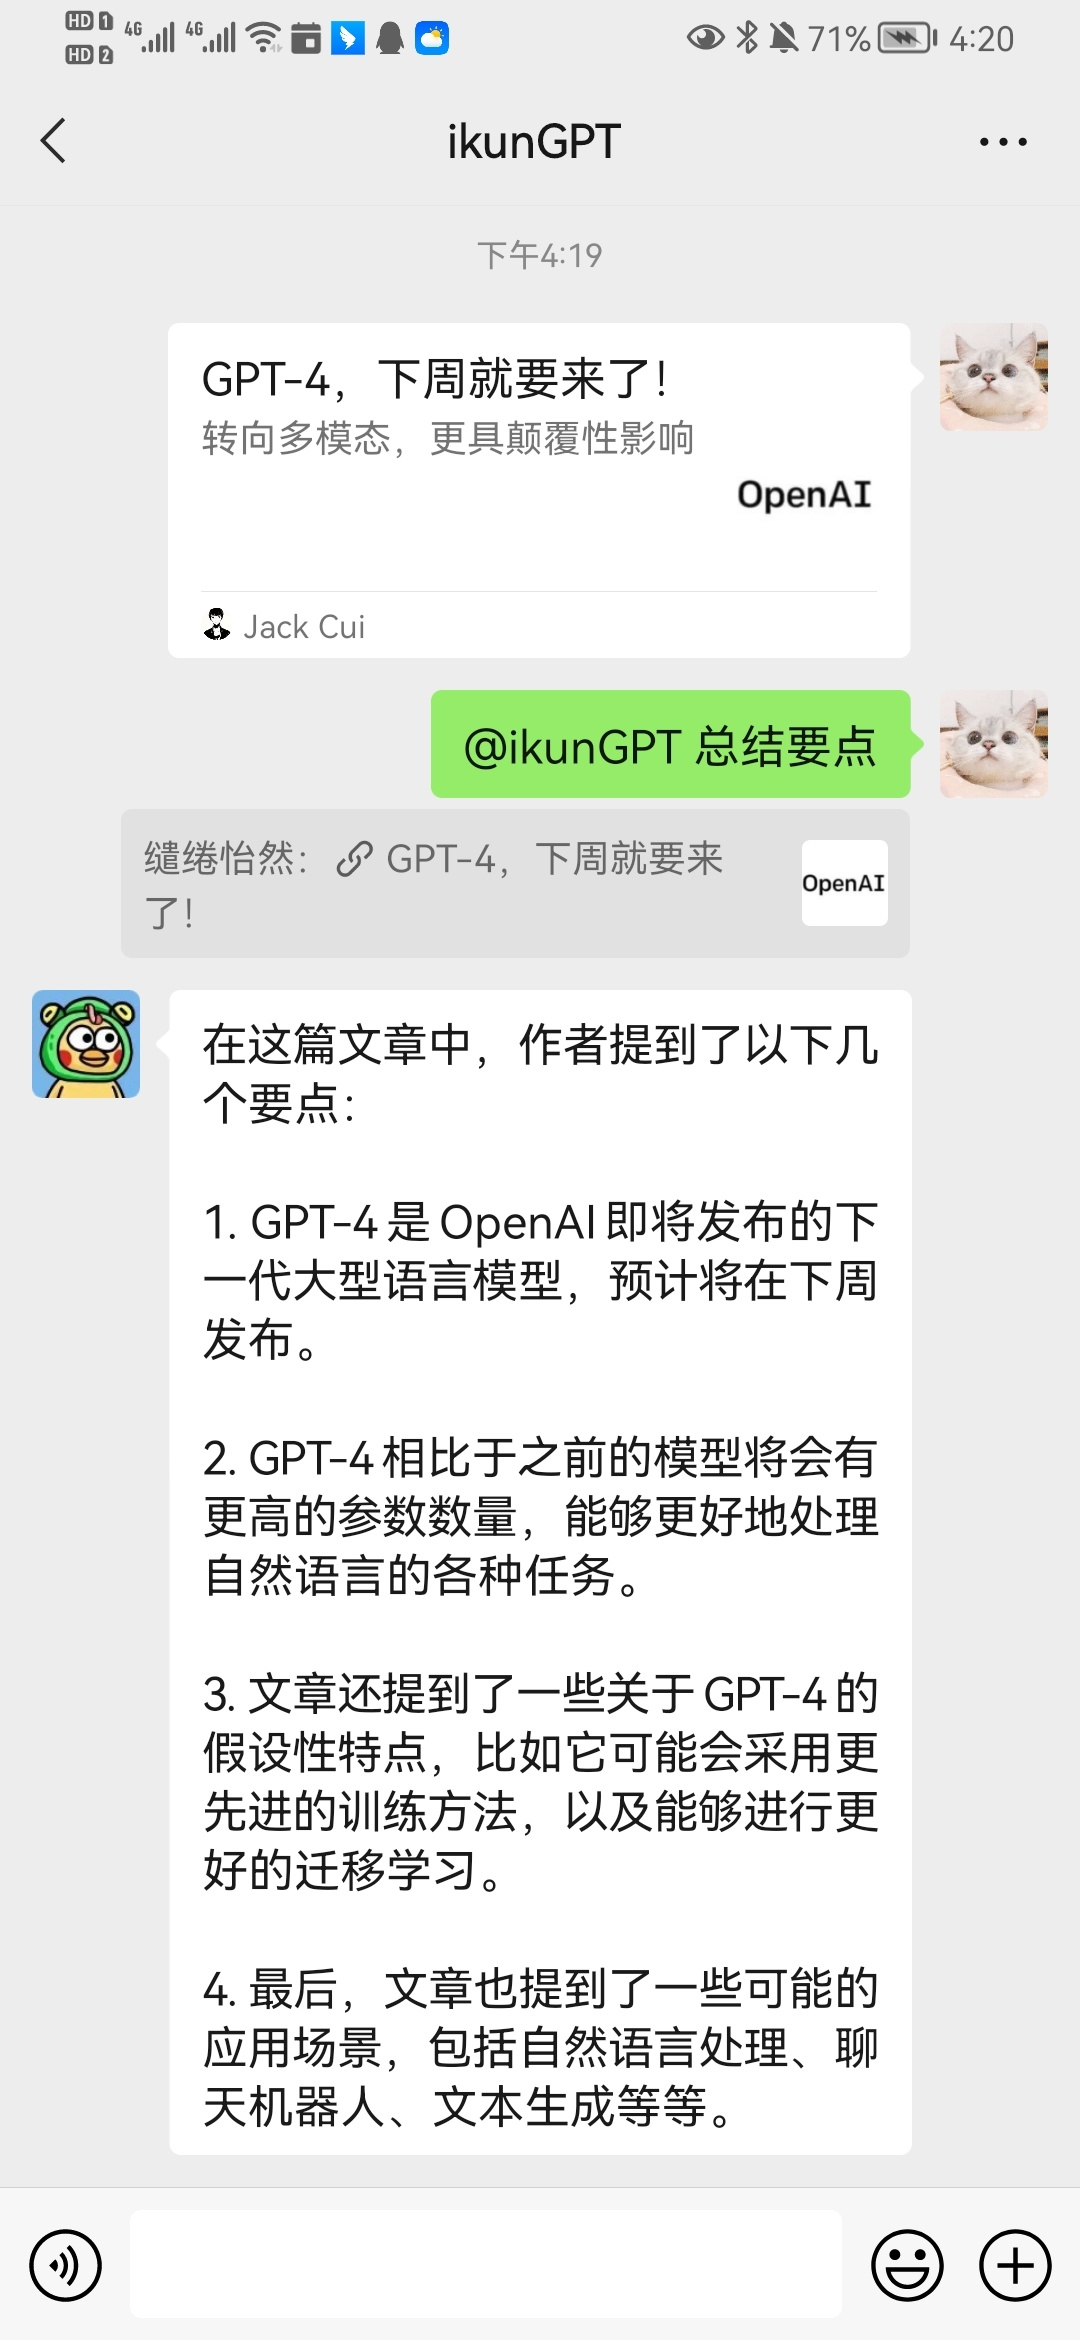 HD 1 4G 4G 71% 4:20
HD 2
ikunGPT
下午4:19
GPT-4，下周就要来了！
转向多模态，更具颠覆性影响
OpenAI
Jack Cui
@ikunGPT 总结要点
缱绻怡然： GPT-4，下周就要来
了！
OpenAI
在这篇文章中，作者提到了以下几
个要点：
1. GPT-4是OpenAI即将发布的下
一代大型语言模型，预计将在下周
发布。
2. GPT-4相比于之前的模型将会有
更高的参数数量，能够更好地处理
自然语言的各种任务。
3. 文章还提到了一些关于GPT-4的
假设性特点，比如它可能会采用更
先进的训练方法，以及能够进行更
好的迁移学习。
4. 最后，文章也提到了一些可能的
应用场景，包括自然语言处理、聊
天机器人、文本生成等等。